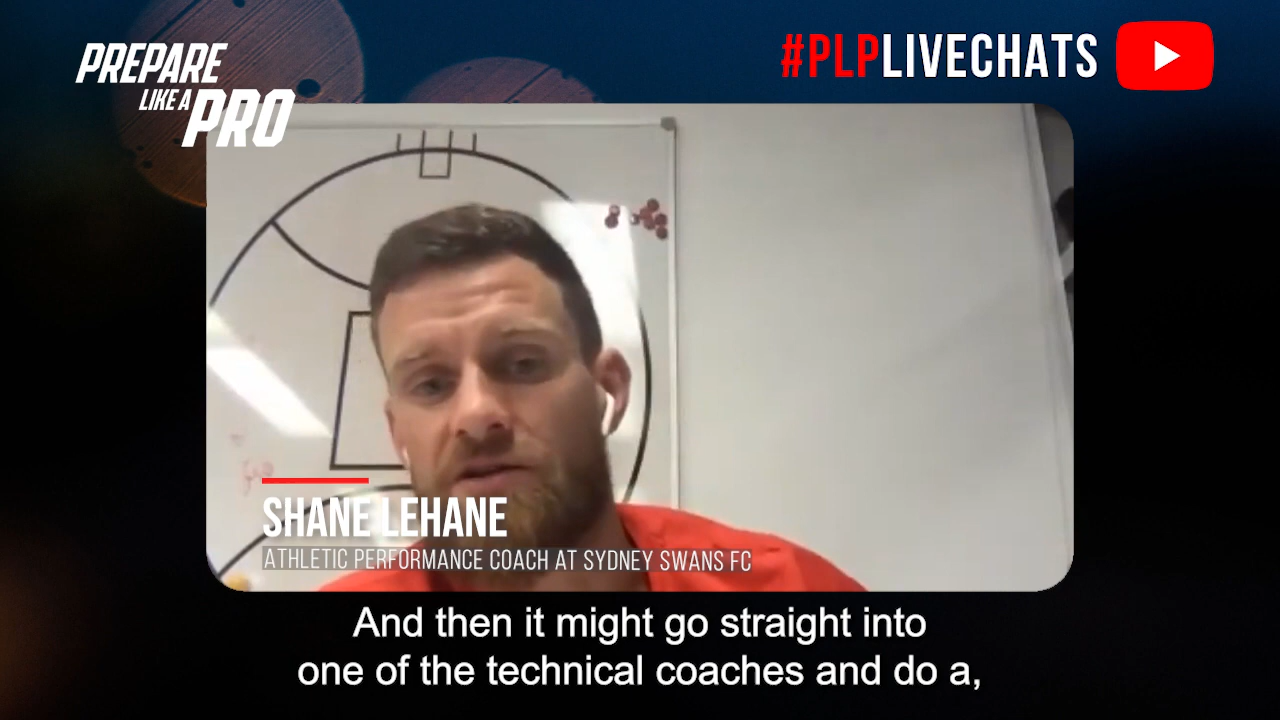 PREPARE
LIKE A
PRO
#PLPLIVECHATS
SHANE LEHANE
ATHLETIC PERFORMANCE COACH AT SYDNEY SWANS FC
And then it might go straight into
one of the technical coaches and do a,